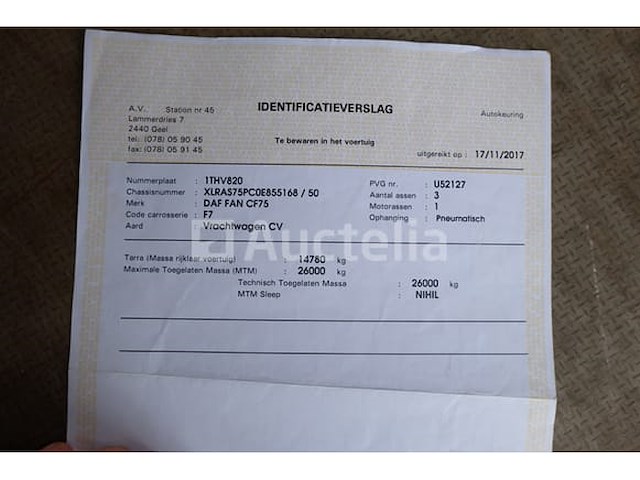 IDENTIFICATIEVERSLAG
A.V. Station nr 45
Lammerdries 7
2440 Geel
tel: (078) 05 90 45
fax: (078) 05 91 45
Autokeuring
Te bewaren in het voertuig
uitgereikt op : 17/11/2017
Nummerplaat : 1THV820
Chassisnummer : XLRAS75PC0E855168 / 50
Merk : DAF FAN CF75
Code carrosserie : F7
Aard : Vrachtwagen CV
PVG nr. : U52127
Aantal assen : 3
Motorassen : 1
Ophanging : Pneumatisch
Auctelia
Tarra (Massa rijklaar voertuig) : 14780 kg
Maximale Toegelaten Massa (MTM) : 26000 kg
Technisch Toegelaten Massa : 26000 kg
MTM Sleep : NIHIL